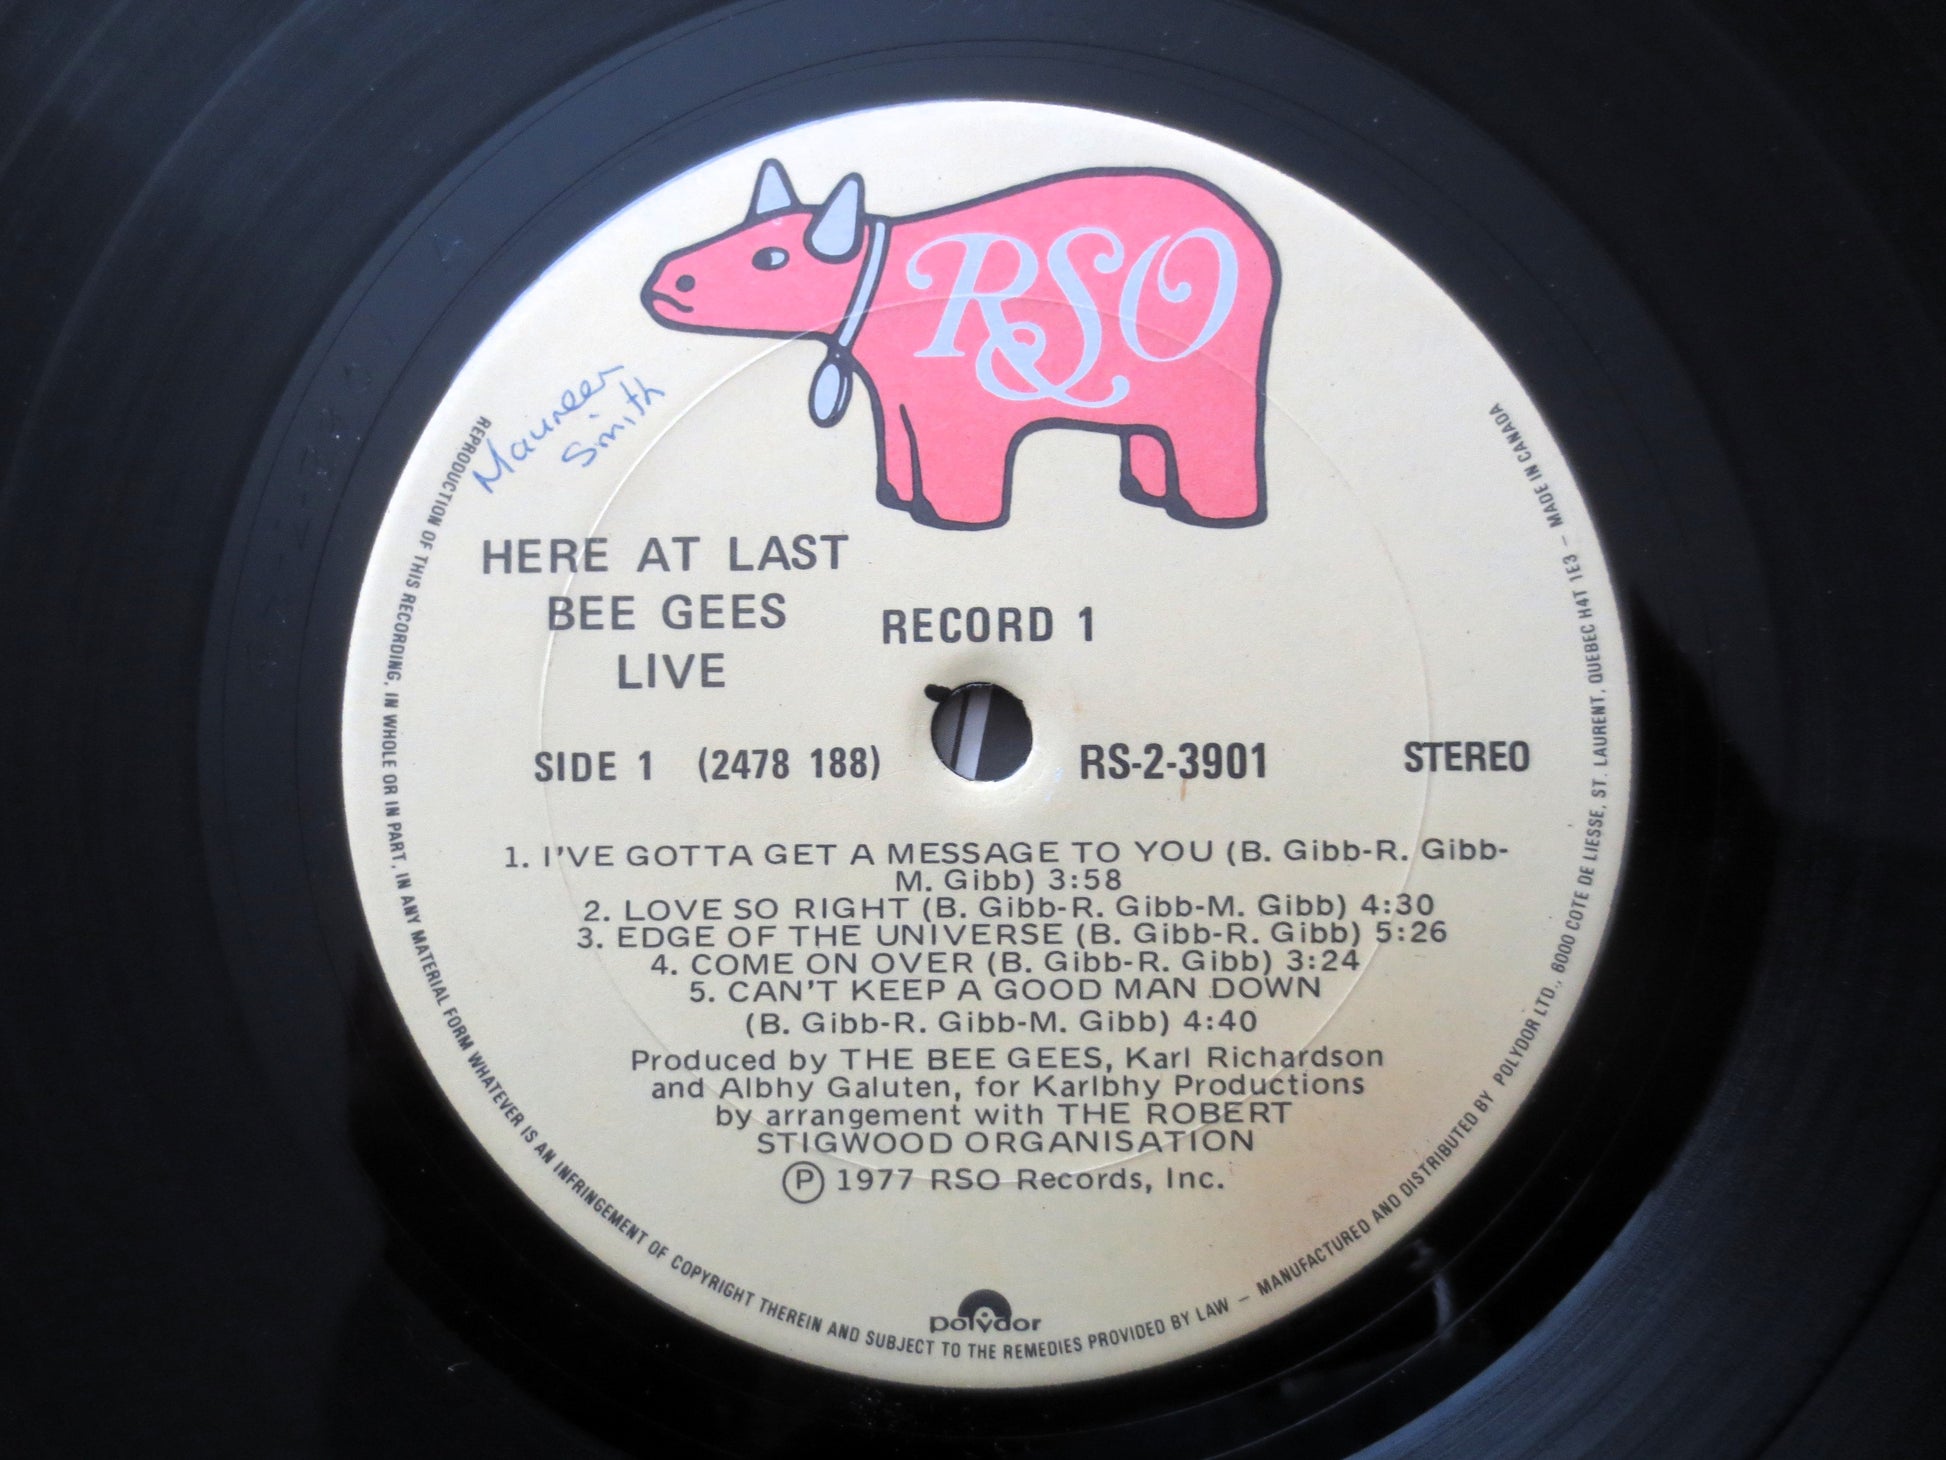 RSO
Maureen
Smith
HERE AT LAST
BEE GEES
LIVE
RECORD 1
SIDE 1 (2478 188) RS-2-3901 STEREO
1. I'VE GOTTA GET A MESSAGE TO YOU (B. Gibb-R. Gibb-
M. Gibb) 3:58
2. LOVE SO RIGHT (B. Gibb-R. Gibb-M. Gibb) 4:30
3. EDGE OF THE UNIVERSE (B. Gibb-R. Gibb) 5:26
4. COME ON OVER (B. Gibb-R. Gibb) 3:24
5. CAN'T KEEP A GOOD MAN DOWN
(B. Gibb-R. Gibb-M. Gibb) 4:40
Produced by THE BEE GEES, Karl Richardson
and Albhy Galuten, for Karlbhy Productions
by arrangement with THE ROBERT
STIGWOOD ORGANISATION
Ⓟ 1977 RSO Records, Inc.
polydor
REPRODUCTION OF THIS RECORDING, IN WHOLE OR IN PART, IN ANY MATERIAL FORM WHATEVER IS AN INFRINGEMENT OF COPYRIGHT THEREIN AND SUBJECT TO THE REMEDIES PROVIDED BY LAW – MANUFACTURED AND DISTRIBUTED BY POLYDOR LTD., 6000 COTE DE LIESSE, ST. LAURENT, QUEBEC H4T 1E3 – MADE IN CANADA